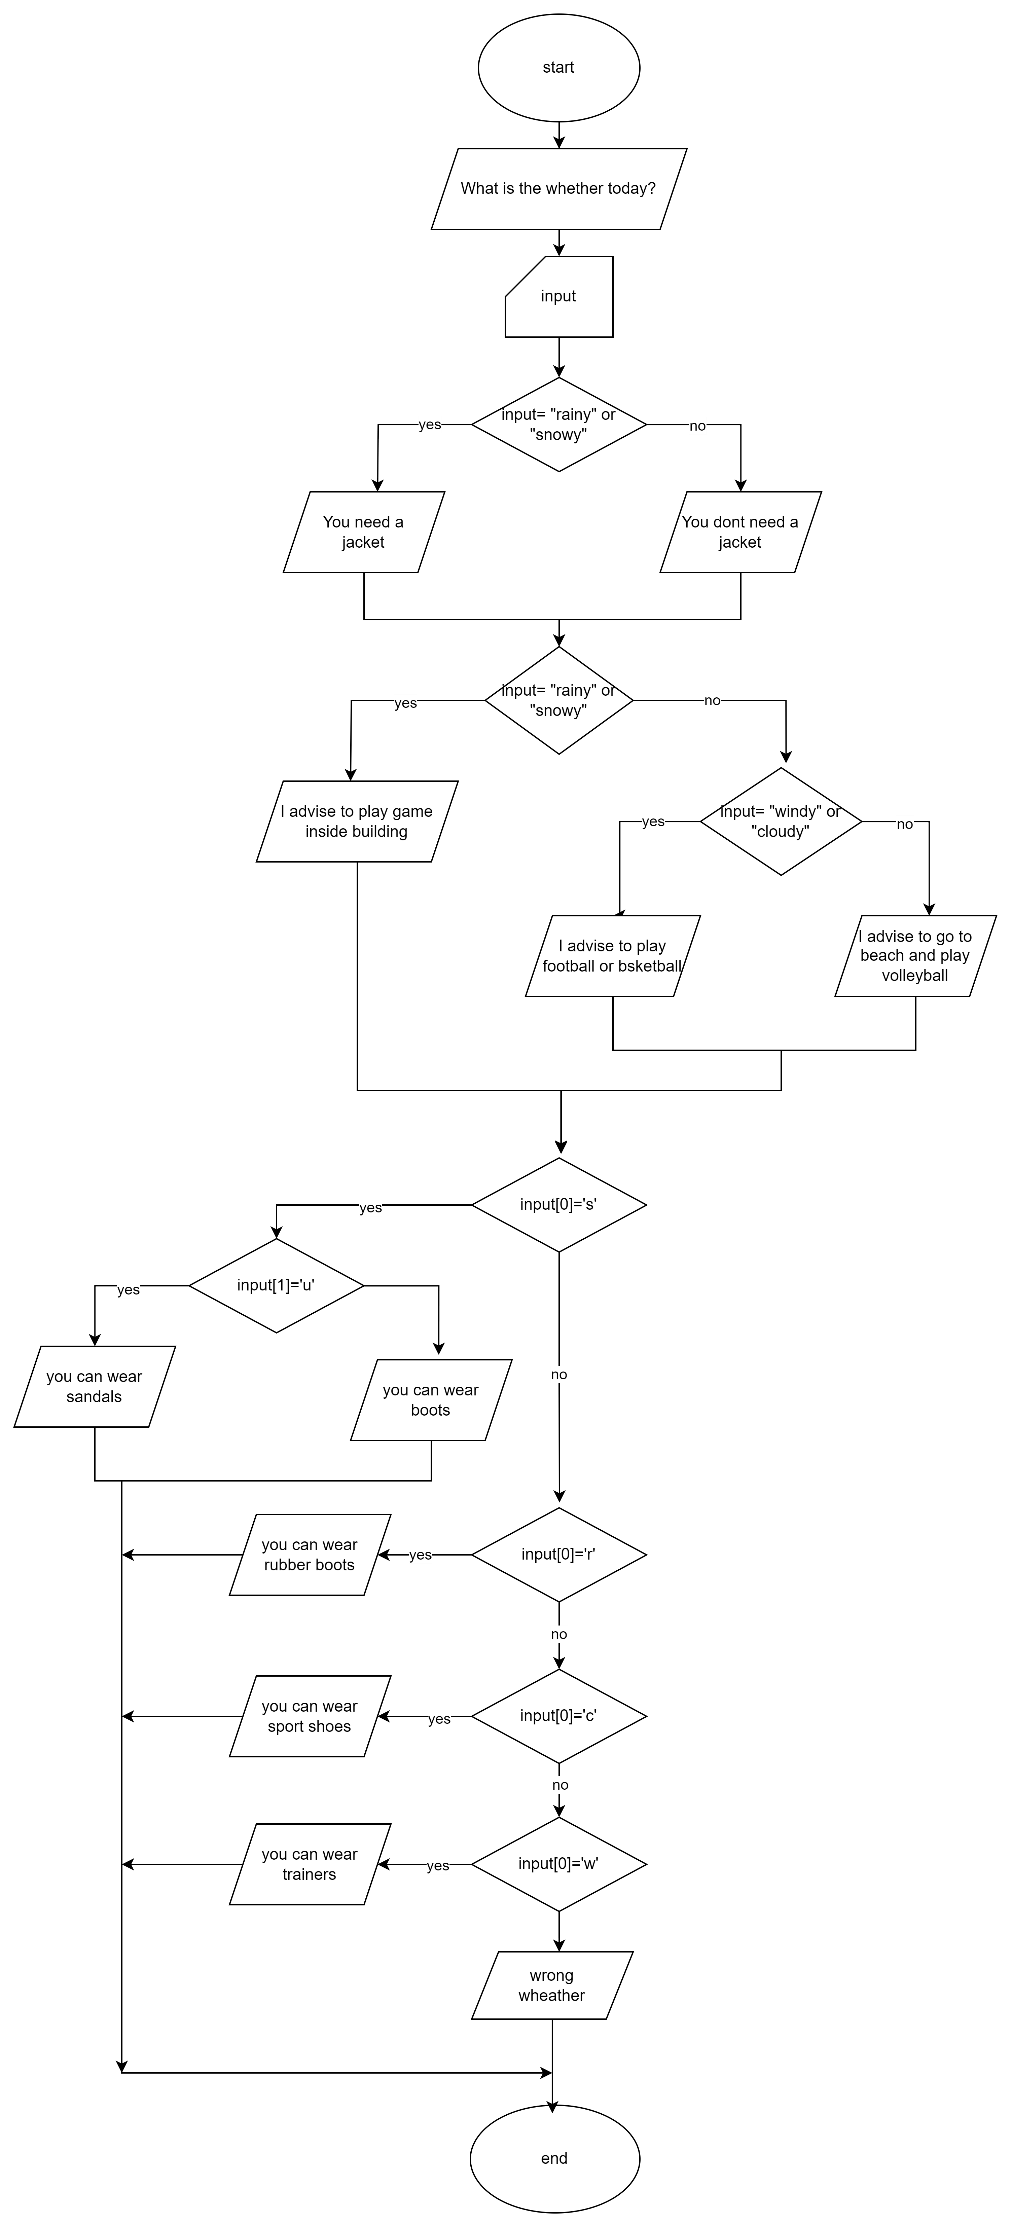 start
What is the whether today?
input
input= "rainy" or
"snowy"
yes
no
You need a
jacket
You dont need a
jacket
input= "rainy" or
"snowy"
yes
no
I advise to play game
inside building
input= "windy" or
"cloudy"
yes
no
I advise to play
football or bsketball
I advise to go to
beach and play
volleyball
input[0]='s'
yes
input[1]='u'
yes
you can wear
sandals
you can wear
boots
no
input[0]='r'
yes
you can wear
rubber boots
no
input[0]='c'
yes
you can wear
sport shoes
no
input[0]='w'
yes
you can wear
trainers
wrong
wheather
end